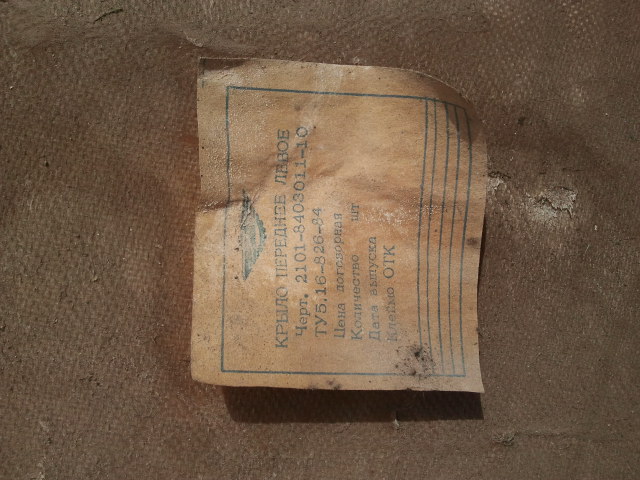 КРЫЛО ПЕРЕДНЕЕ ЛЕВОЕ
Черт. 2101-8403011-10
ТУ5.16-826-84
Цена договорная
Количество шт
Дата выпуска
Клеймо ОТК